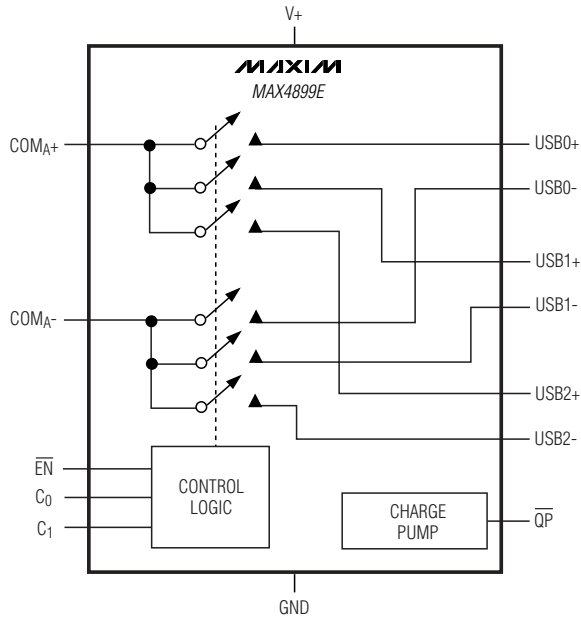 V+
MAXIM
MAX4899E
COMA+
USB0+
USB0-
USB1+
COMA-
USB1-
USB2+
USB2-
EN
C0
C1
CONTROL
LOGIC
CHARGE
PUMP
QP
GND